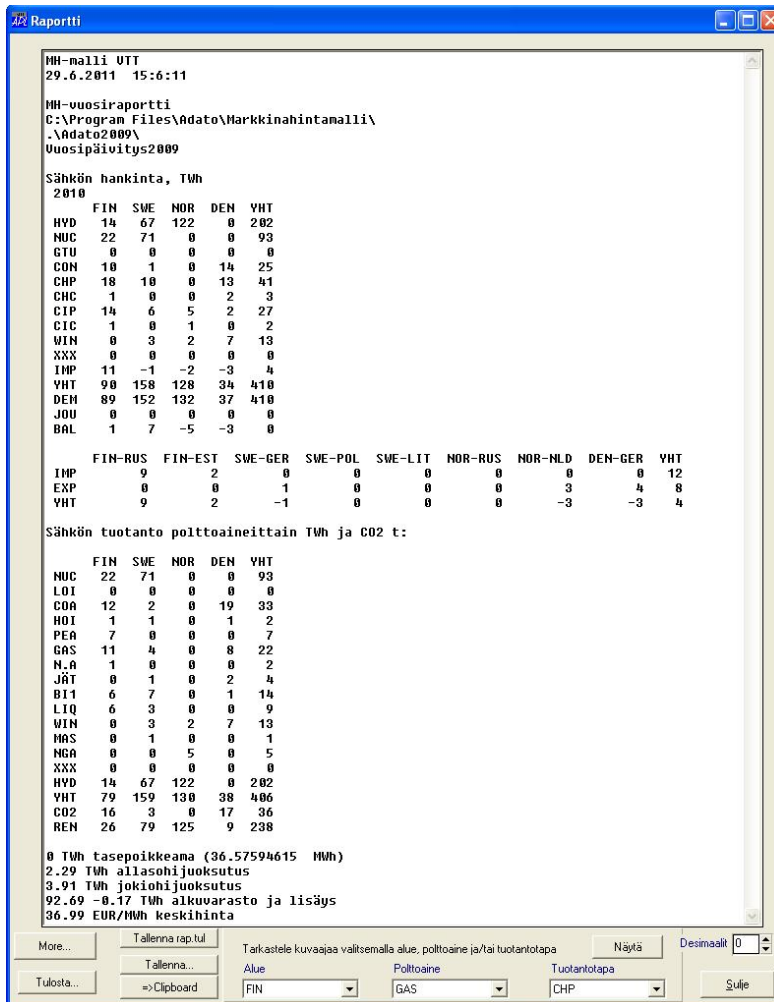 Raportti
MH-malli VTT
29.6.2011 15:6:11
MH-vuosiraportti
C:\Program Files\Adato\Markkinahintamalli\
.\Adato2009\
Vuosipäivitys2009
Sähkön hankinta, TWh
2010
FIN SWE NOR DEN YHT
HYD 14 67 122 0 202
NUC 22 71 0 0 93
GTU 0 0 0 0 0
CON 10 1 0 14 25
CHP 18 10 0 13 41
CHC 1 0 0 2 3
CIP 14 6 5 2 27
CIC 1 0 1 0 2
WIN 0 3 2 7 13
XXX 0 0 0 0 0
IMP 11 -1 -2 -3 4
YHT 90 158 128 34 410
DEM 89 152 132 37 410
JOU 0 0 0 0 0
BAL 1 7 -5 -3 0
FIN-RUS FIN-EST SWE-GER SWE-POL SWE-LIT NOR-RUS NOR-NLD DEN-GER YHT
IMP 9 2 0 0 0 0 0 0 12
EXP 0 0 1 0 0 0 3 4 8
YHT 9 2 -1 0 0 0 -3 -3 4
Sähkön tuotanto polttoaineittain TWh ja CO2 t:
FIN SWE NOR DEN YHT
NUC 22 71 0 0 93
LOI 0 0 0 0 0
COA 12 2 0 19 33
HOI 1 1 0 1 2
PEA 7 0 0 0 7
GAS 11 4 0 8 22
N.A 1 0 0 0 2
JÄT 0 1 0 2 4
BI1 6 7 0 1 14
LIQ 6 3 0 0 9
WIN 0 3 2 7 13
MAS 0 1 0 0 1
NGA 0 0 5 0 5
XXX 0 0 0 0 0
HYD 14 67 122 0 202
YHT 79 159 130 38 406
CO2 16 3 0 17 36
REN 26 79 125 9 238
0 TWh tasepoikkeama (36.57594615 MWh)
2.29 TWh allasohijuoksutus
3.91 TWh jokiohijuoksutus
92.69 -0.17 TWh alkuvarasto ja lisäys
36.99 EUR/MWh keskihinta
More... Tallenna rap.tul Tarkastele kuvaajaa valitsemalla alue, polttoaine ja/tai tuotantotapa Näytä Desimaalit 0
Tallenna... Alue Polttoaine Tuotantotapa
Tulosta... =>Clipboard FIN GAS CHP Sulje